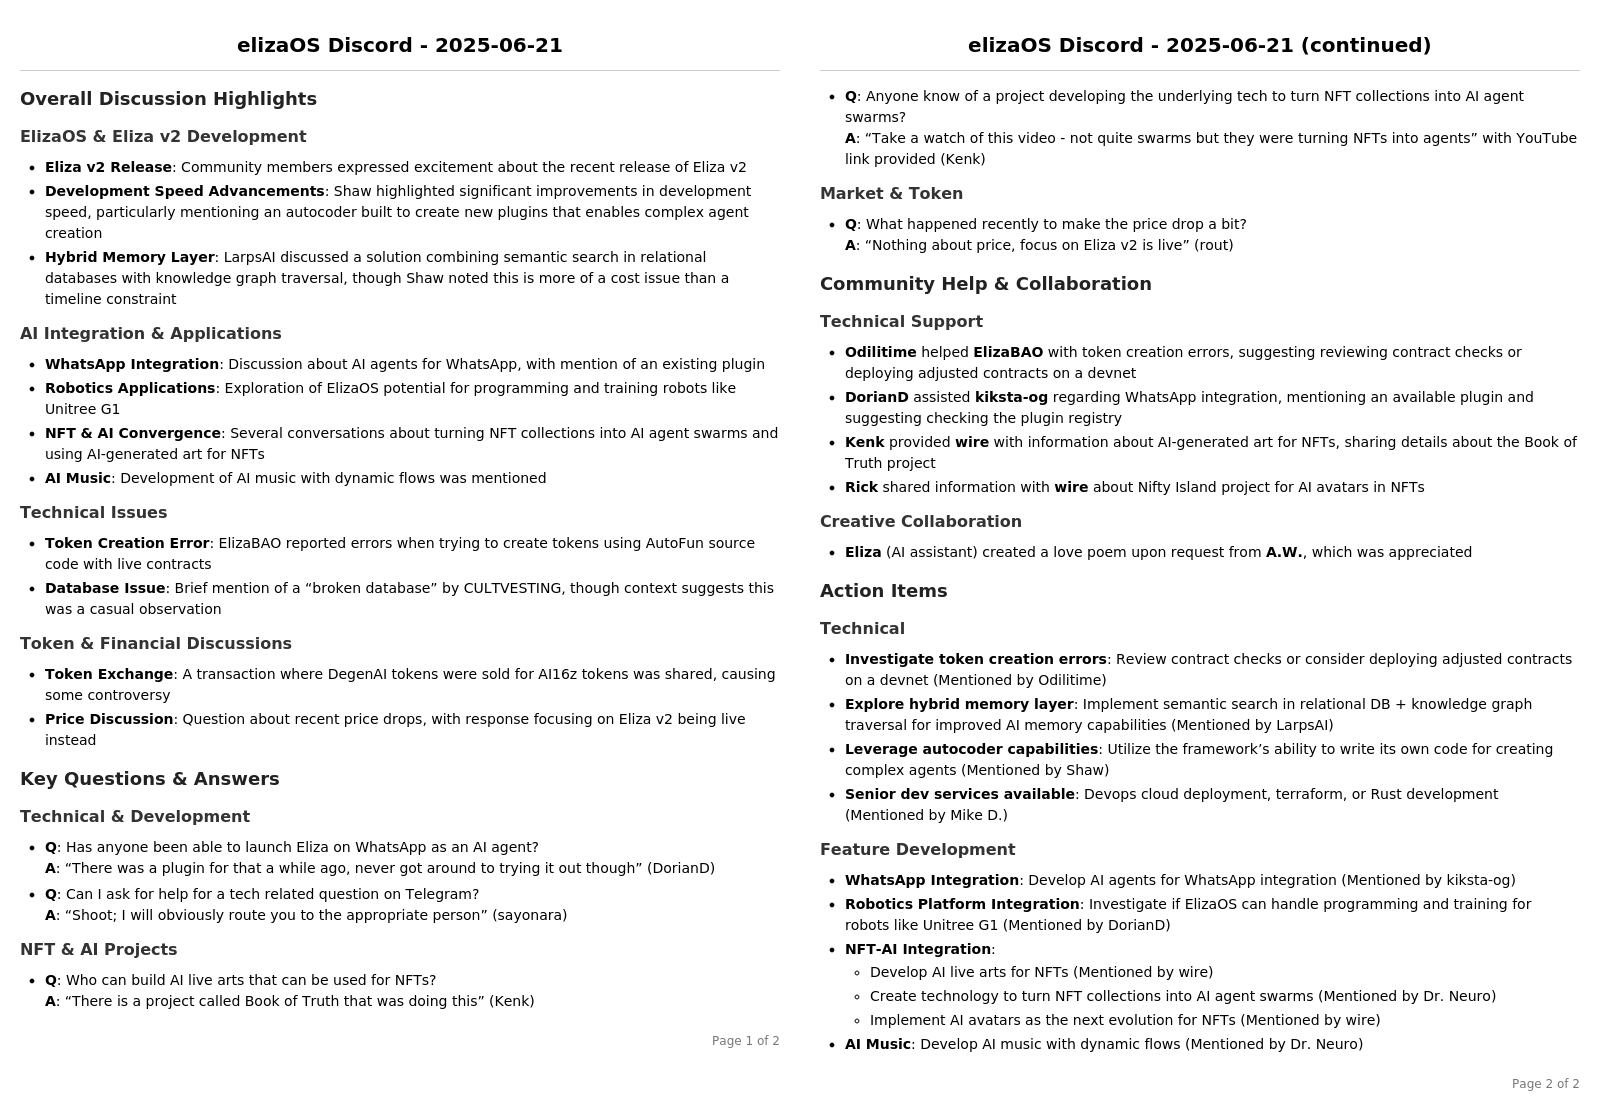 elizaOS Discord - 2025-06-21
Overall Discussion Highlights
ElizaOS & Eliza v2 Development
• Eliza v2 Release: Community members expressed excitement about the recent release of Eliza v2
• Development Speed Advancements: Shaw highlighted significant improvements in development
speed, particularly mentioning an autocoder built to create new plugins that enables complex agent
creation
• Hybrid Memory Layer: LarpsAI discussed a solution combining semantic search in relational
databases with knowledge graph traversal, though Shaw noted this is more of a cost issue than a
timeline constraint
AI Integration & Applications
• WhatsApp Integration: Discussion about AI agents for WhatsApp, with mention of an existing plugin
• Robotics Applications: Exploration of ElizaOS potential for programming and training robots like
Unitree G1
• NFT & AI Convergence: Several conversations about turning NFT collections into AI agent swarms and
using AI-generated art for NFTs
• AI Music: Development of AI music with dynamic flows was mentioned
Technical Issues
• Token Creation Error: ElizaBAO reported errors when trying to create tokens using AutoFun source
code with live contracts
• Database Issue: Brief mention of a “broken database” by CULTVESTING, though context suggests this
was a casual observation
Token & Financial Discussions
• Token Exchange: A transaction where DegenAI tokens were sold for AI16z tokens was shared, causing
some controversy
• Price Discussion: Question about recent price drops, with response focusing on Eliza v2 being live
instead
Key Questions & Answers
Technical & Development
• Q: Has anyone been able to launch Eliza on WhatsApp as an AI agent?
A: “There was a plugin for that a while ago, never got around to trying it out though” (DorianD)
• Q: Can I ask for help for a tech related question on Telegram?
A: “Shoot; I will obviously route you to the appropriate person” (sayonara)
NFT & AI Projects
• Q: Who can build AI live arts that can be used for NFTs?
A: “There is a project called Book of Truth that was doing this” (Kenk)
Page 1 of 2
elizaOS Discord - 2025-06-21 (continued)
• Q: Anyone know of a project developing the underlying tech to turn NFT collections into AI agent
swarms?
A: “Take a watch of this video - not quite swarms but they were turning NFTs into agents” with YouTube
link provided (Kenk)
Market & Token
• Q: What happened recently to make the price drop a bit?
A: “Nothing about price, focus on Eliza v2 is live” (rout)
Community Help & Collaboration
Technical Support
• Odilitime helped ElizaBAO with token creation errors, suggesting reviewing contract checks or
deploying adjusted contracts on a devnet
• DorianD assisted kiksta-og regarding WhatsApp integration, mentioning an available plugin and
suggesting checking the plugin registry
• Kenk provided wire with information about AI-generated art for NFTs, sharing details about the Book of
Truth project
• Rick shared information with wire about Nifty Island project for AI avatars in NFTs
Creative Collaboration
• Eliza (AI assistant) created a love poem upon request from A.W., which was appreciated
Action Items
Technical
• Investigate token creation errors: Review contract checks or consider deploying adjusted contracts
on a devnet (Mentioned by Odilitime)
• Explore hybrid memory layer: Implement semantic search in relational DB + knowledge graph
traversal for improved AI memory capabilities (Mentioned by LarpsAI)
• Leverage autocoder capabilities: Utilize the framework’s ability to write its own code for creating
complex agents (Mentioned by Shaw)
• Senior dev services available: Devops cloud deployment, terraform, or Rust development
(Mentioned by Mike D.)
Feature Development
• WhatsApp Integration: Develop AI agents for WhatsApp integration (Mentioned by kiksta-og)
• Robotics Platform Integration: Investigate if ElizaOS can handle programming and training for
robots like Unitree G1 (Mentioned by DorianD)
• NFT-AI Integration:
◦ Develop AI live arts for NFTs (Mentioned by wire)
◦ Create technology to turn NFT collections into AI agent swarms (Mentioned by Dr. Neuro)
◦ Implement AI avatars as the next evolution for NFTs (Mentioned by wire)
• AI Music: Develop AI music with dynamic flows (Mentioned by Dr. Neuro)
Page 2 of 2